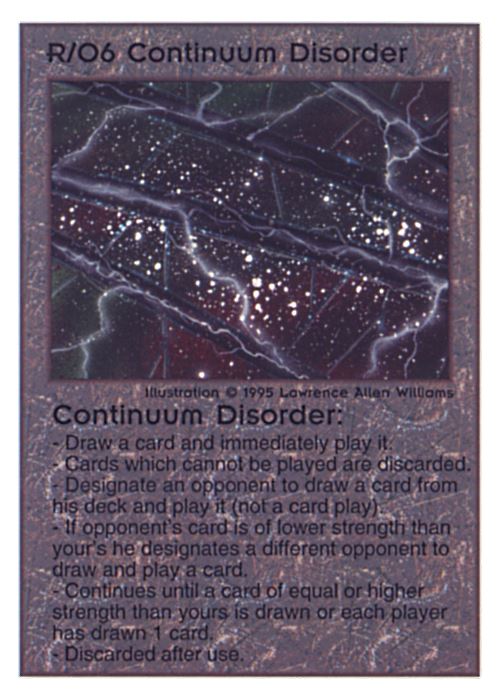 R/O6 Continuum Disorder
Illustration © 1995 Lawrence Allen Williams
Continuum Disorder:
- Draw a card and immediately play it.
- Cards which cannot be played are discarded.
- Designate an opponent to draw a card from
his deck and play it (not a card play).
- If opponent's card is of lower strength than
your's he designates a different opponent to
draw and play a card.
- Continues until a card of equal or higher
strength than yours is drawn or each player
has drawn 1 card.
- Discarded after use.